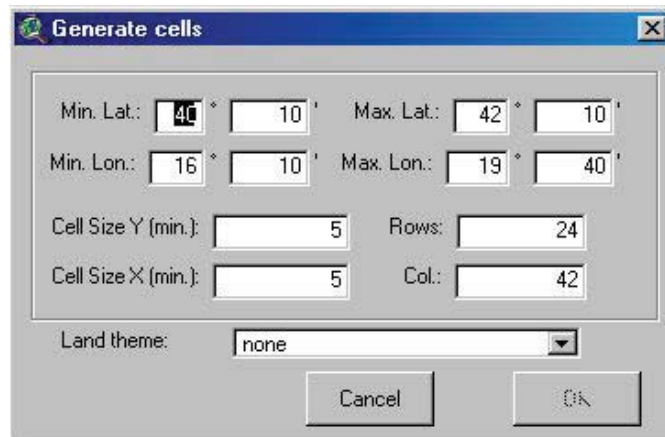 Generate cells
Min. Lat.: 40 ° 10 ' Max. Lat.: 42 ° 10 '
Min. Lon.: 16 ° 10 ' Max. Lon.: 19 ° 40 '
Cell Size Y (min.): 5 Rows: 24
Cell Size X (min.): 5 Col.: 42
Land theme: none
Cancel OK